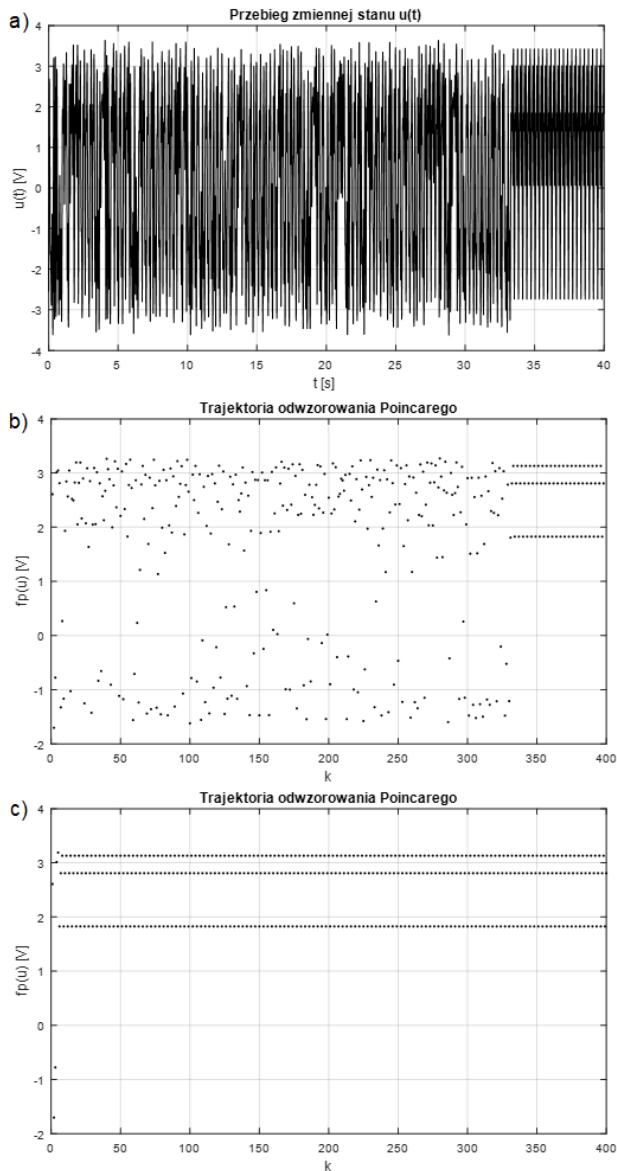 a)
Przebieg zmiennej stanu u(t)
4
3
2
1
0
-1
-2
-3
-4
u(t) [V]
0 5 10 15 20 25 30 35 40
t [s]
b)
Trajektoria odwzorowania Poincarego
4
3
2
1
0
-1
-2
fp(u) [V]
0 50 100 150 200 250 300 350 400
k
c)
Trajektoria odwzorowania Poincarego
4
3
2
1
0
-1
-2
fp(u) [V]
0 50 100 150 200 250 300 350 400
k